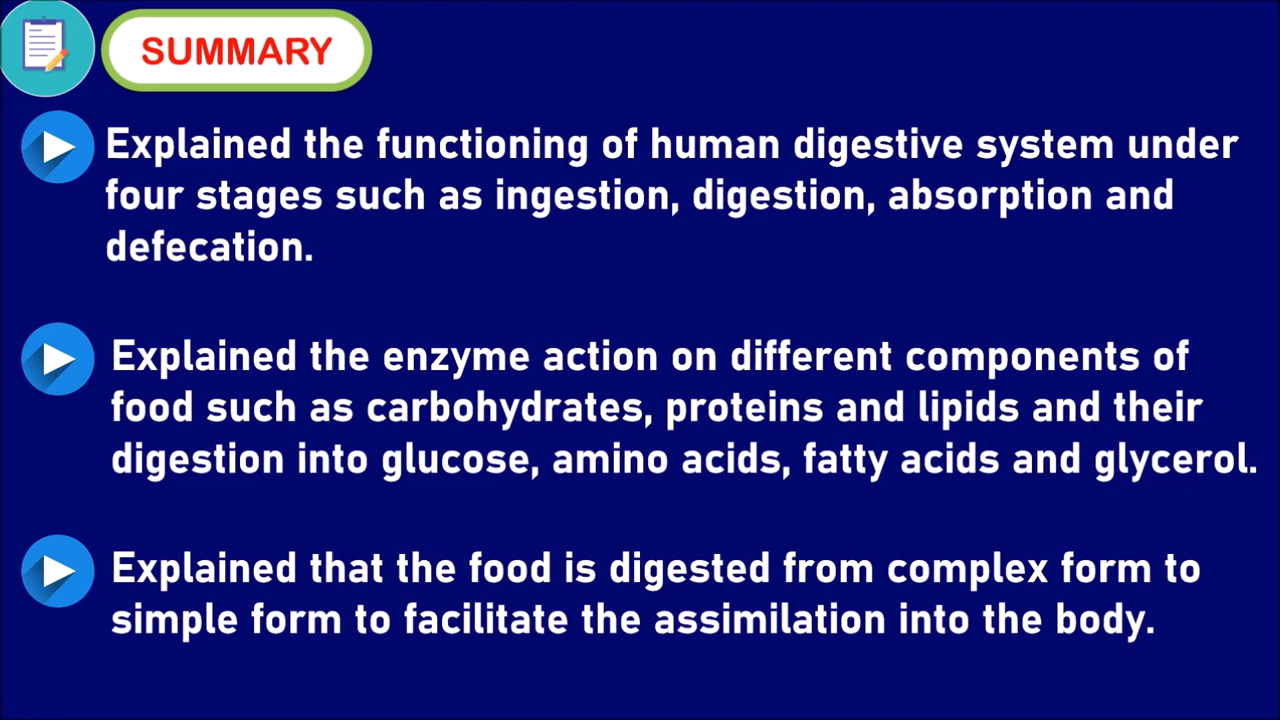 SUMMARY
Explained the functioning of human digestive system under
four stages such as ingestion, digestion, absorption and
defecation.
Explained the enzyme action on different components of
food such as carbohydrates, proteins and lipids and their
digestion into glucose, amino acids, fatty acids and glycerol.
Explained that the food is digested from complex form to
simple form to facilitate the assimilation into the body.